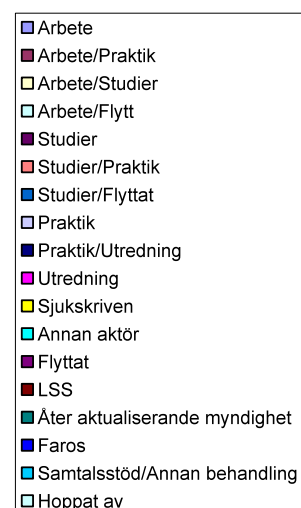 Arbete
Arbete/Praktik
Arbete/Studier
Arbete/Flytt
Studier
Studier/Praktik
Studier/Flyttat
Praktik
Praktik/Utredning
Utredning
Sjukskriven
Annan aktör
Flyttat
LSS
Åter aktualiserande myndighet
Faros
Samtalsstöd/Annan behandling
Hoppat av